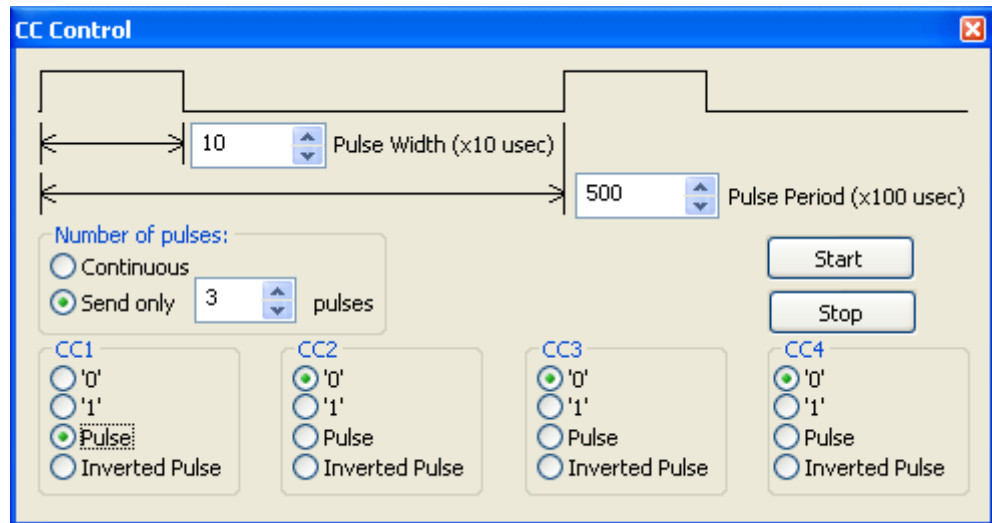 CC Control
10 Pulse Width (x10 usec)
500 Pulse Period (x100 usec)
Number of pulses:
Continuous
Send only 3 pulses
Start
Stop
CC1
'0'
'1'
Pulse
Inverted Pulse
CC2
'0'
'1'
Pulse
Inverted Pulse
CC3
'0'
'1'
Pulse
Inverted Pulse
CC4
'0'
'1'
Pulse
Inverted Pulse